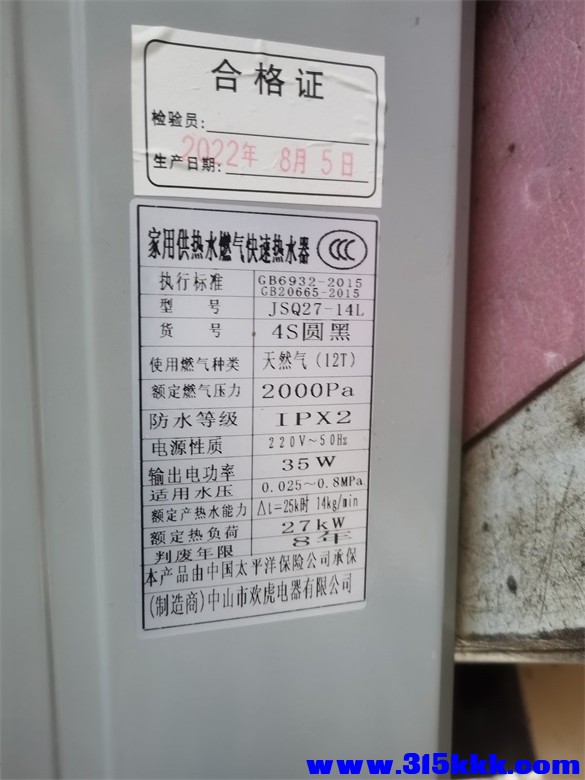 合格证
检验员:
生产日期: 2022年 8月 5日
家用供热水燃气快速热水器 CCC
执行标准 GB6932-2015
GB20665-2015
型 号 JSQ27-14L
货 号 4S圆黑
使用燃气种类 天然气(12T)
额定燃气压力 2000Pa
防水等级 IPX2
电源性质 220V~50Hz
输出电功率 35W
适用水压 0.025~0.8MPa
额定产热水能力 △t=25k时 14kg/min
额定热负荷 27kW
判废年限 8年
本产品由中国太平洋保险公司承保
(制造商)中山市欢虎电器有限公司
www.315kkk.com